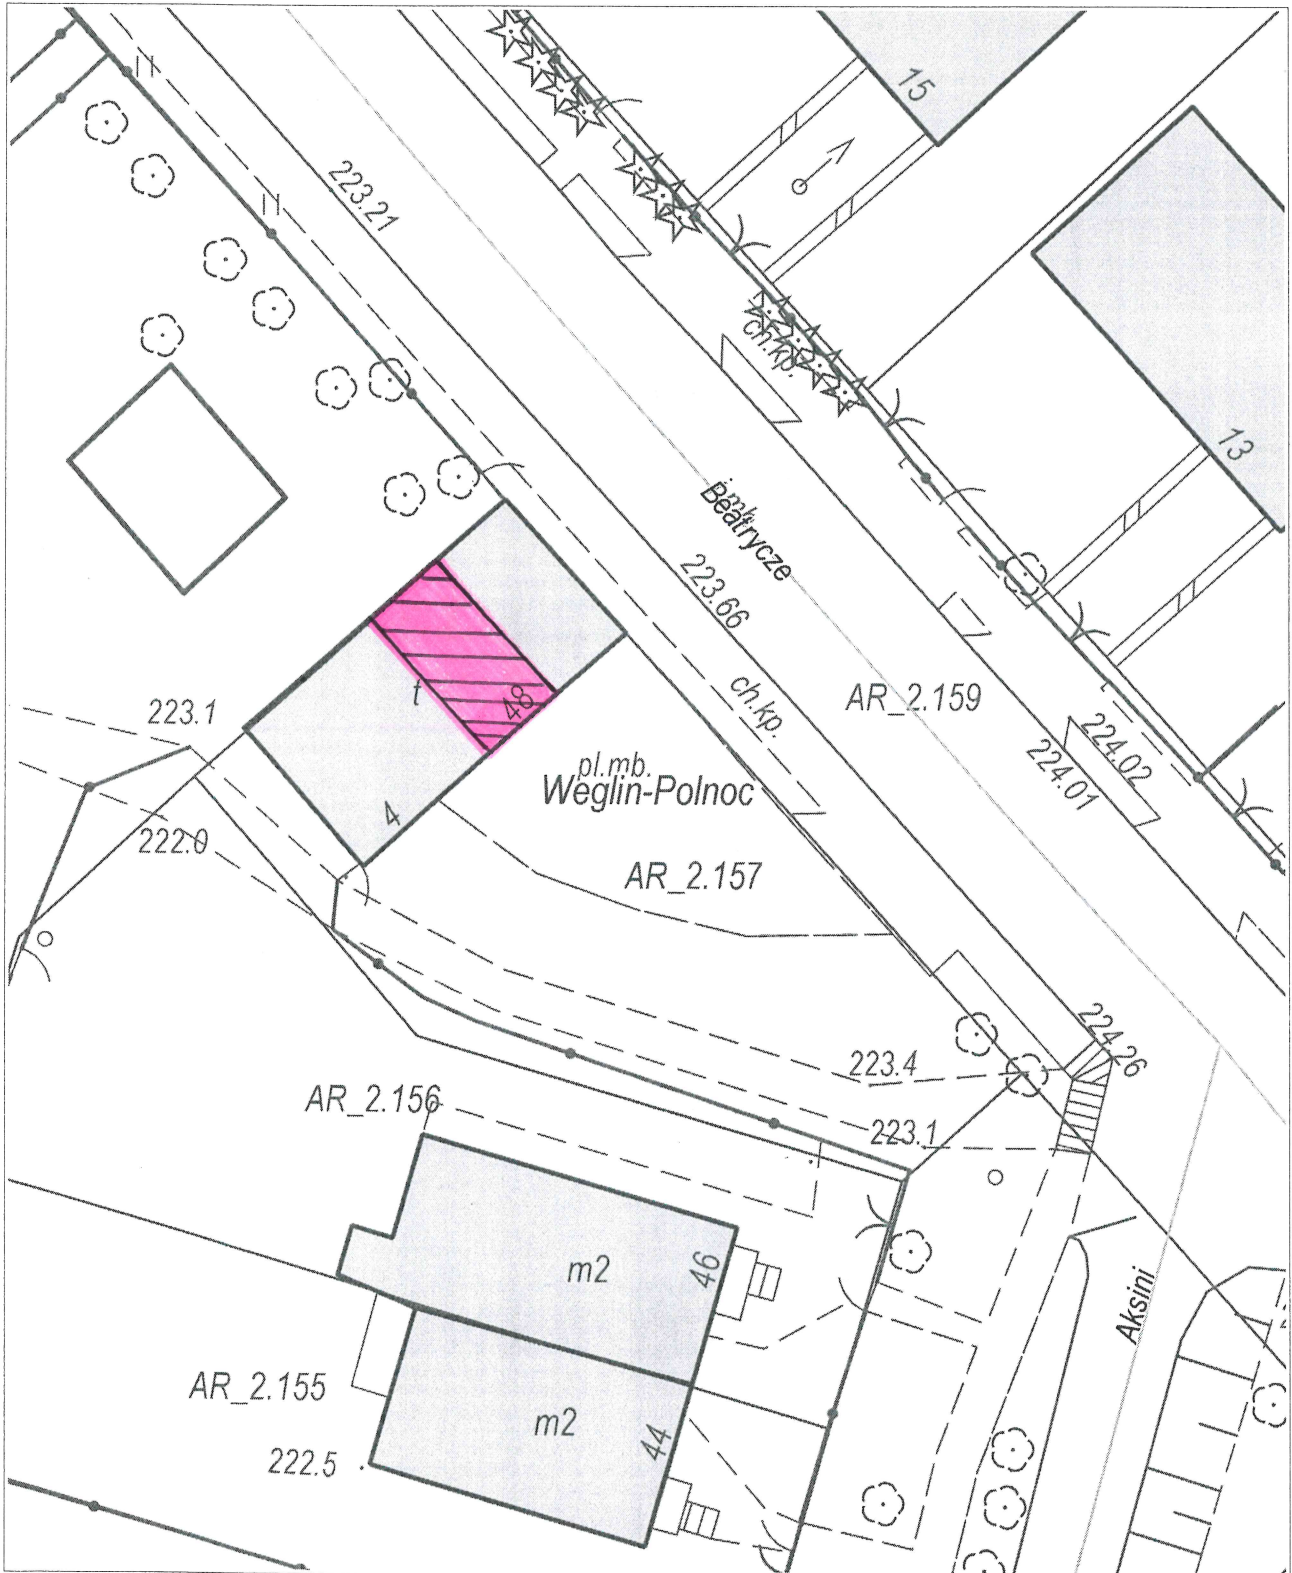 15
223.21
ch.kp.
13
Beatrycze
223.66
ch.kp.
AR_2.159
t
48
223.1
224.02
224.01
pl.mb.
Weglin-Polnoc
4
222.0
AR_2.157
224.26
223.4
AR_2.156
223.1
m2
46
Aksini
AR_2.155
m2
44
222.5